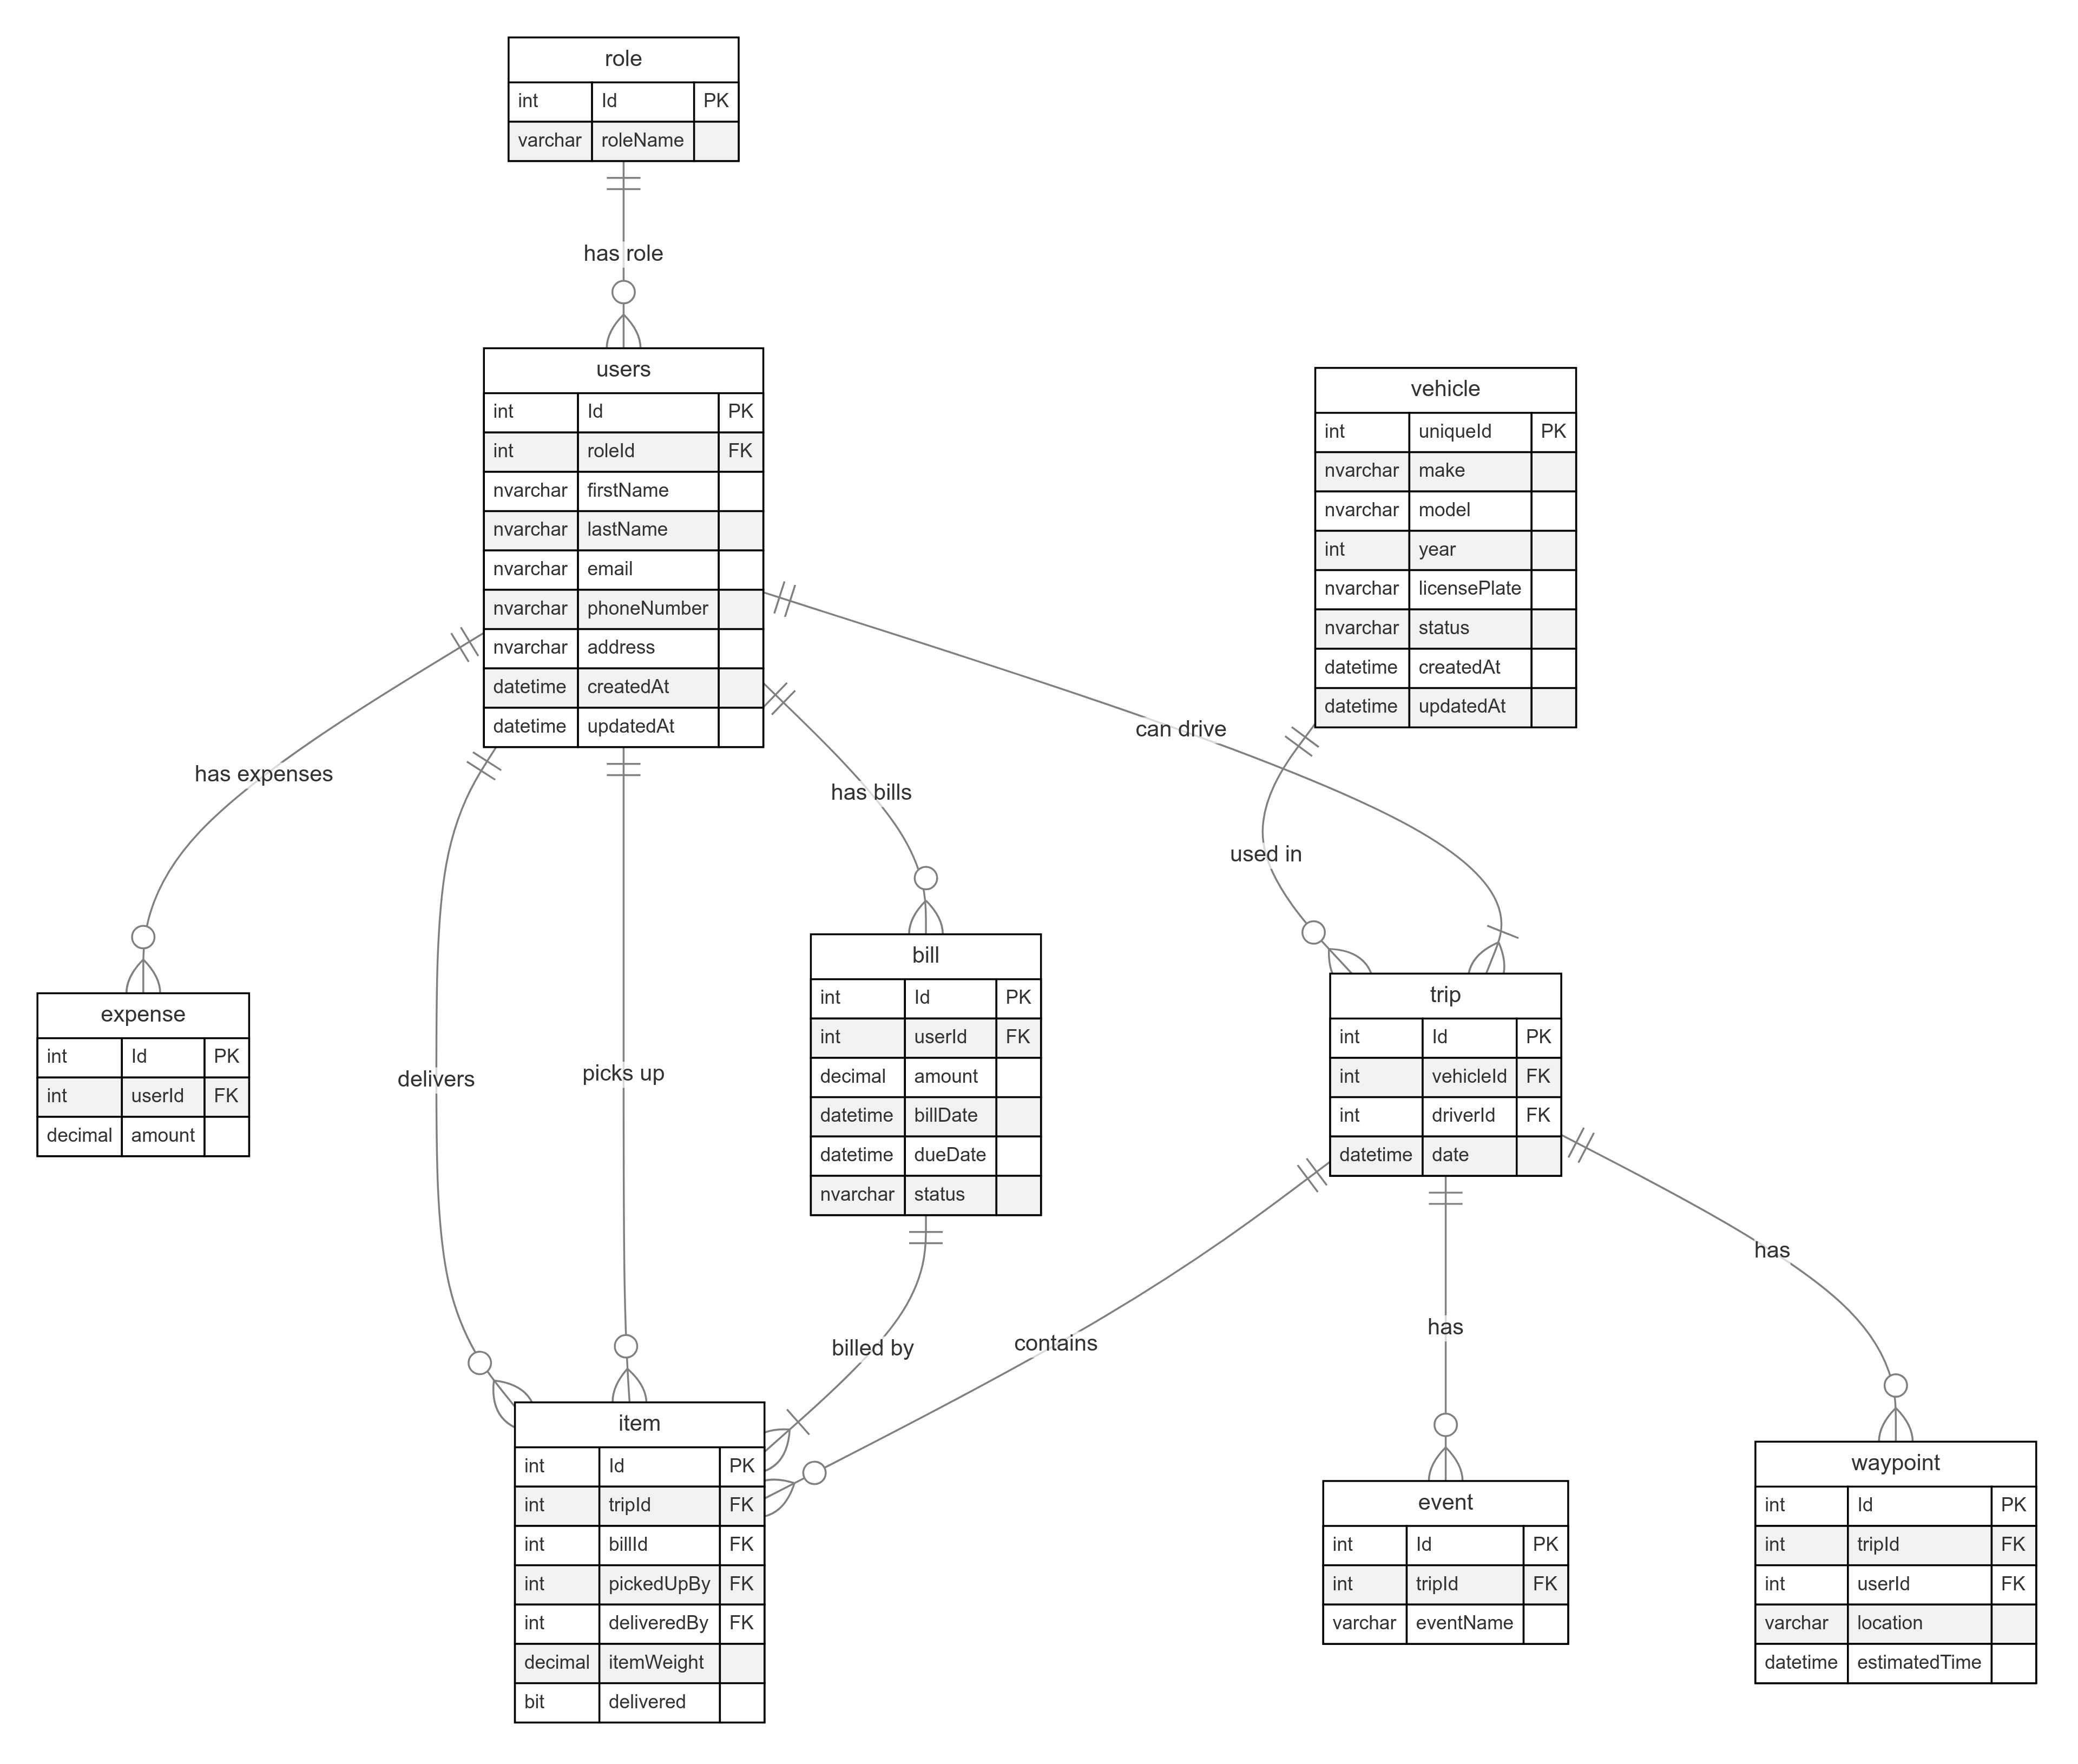 role
int Id PK
varchar roleName
has role
users
int Id PK
int roleId FK
nvarchar firstName
nvarchar lastName
nvarchar email
nvarchar phoneNumber
nvarchar address
datetime createdAt
datetime updatedAt
vehicle
int uniqueId PK
nvarchar make
nvarchar model
int year
nvarchar licensePlate
nvarchar status
datetime createdAt
datetime updatedAt
can drive
has expenses
has bills
used in
expense
int Id PK
int userId FK
decimal amount
delivers
picks up
bill
int Id PK
int userId FK
decimal amount
datetime billDate
datetime dueDate
nvarchar status
trip
int Id PK
int vehicleId FK
int driverId FK
datetime date
billed by
contains
has
has
item
int Id PK
int tripId FK
int billId FK
int pickedUpBy FK
int deliveredBy FK
decimal itemWeight
bit delivered
event
int Id PK
int tripId FK
varchar eventName
waypoint
int Id PK
int tripId FK
int userId FK
varchar location
datetime estimatedTime